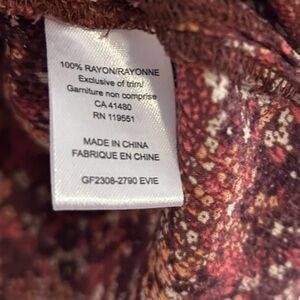 100% RAYON/RAYONNE
Exclusive of trim/
Garniture non comprise
CA 41480
RN 119551
MADE IN CHINA
FABRIQUE EN CHINE
GF2308-2790 EVIE